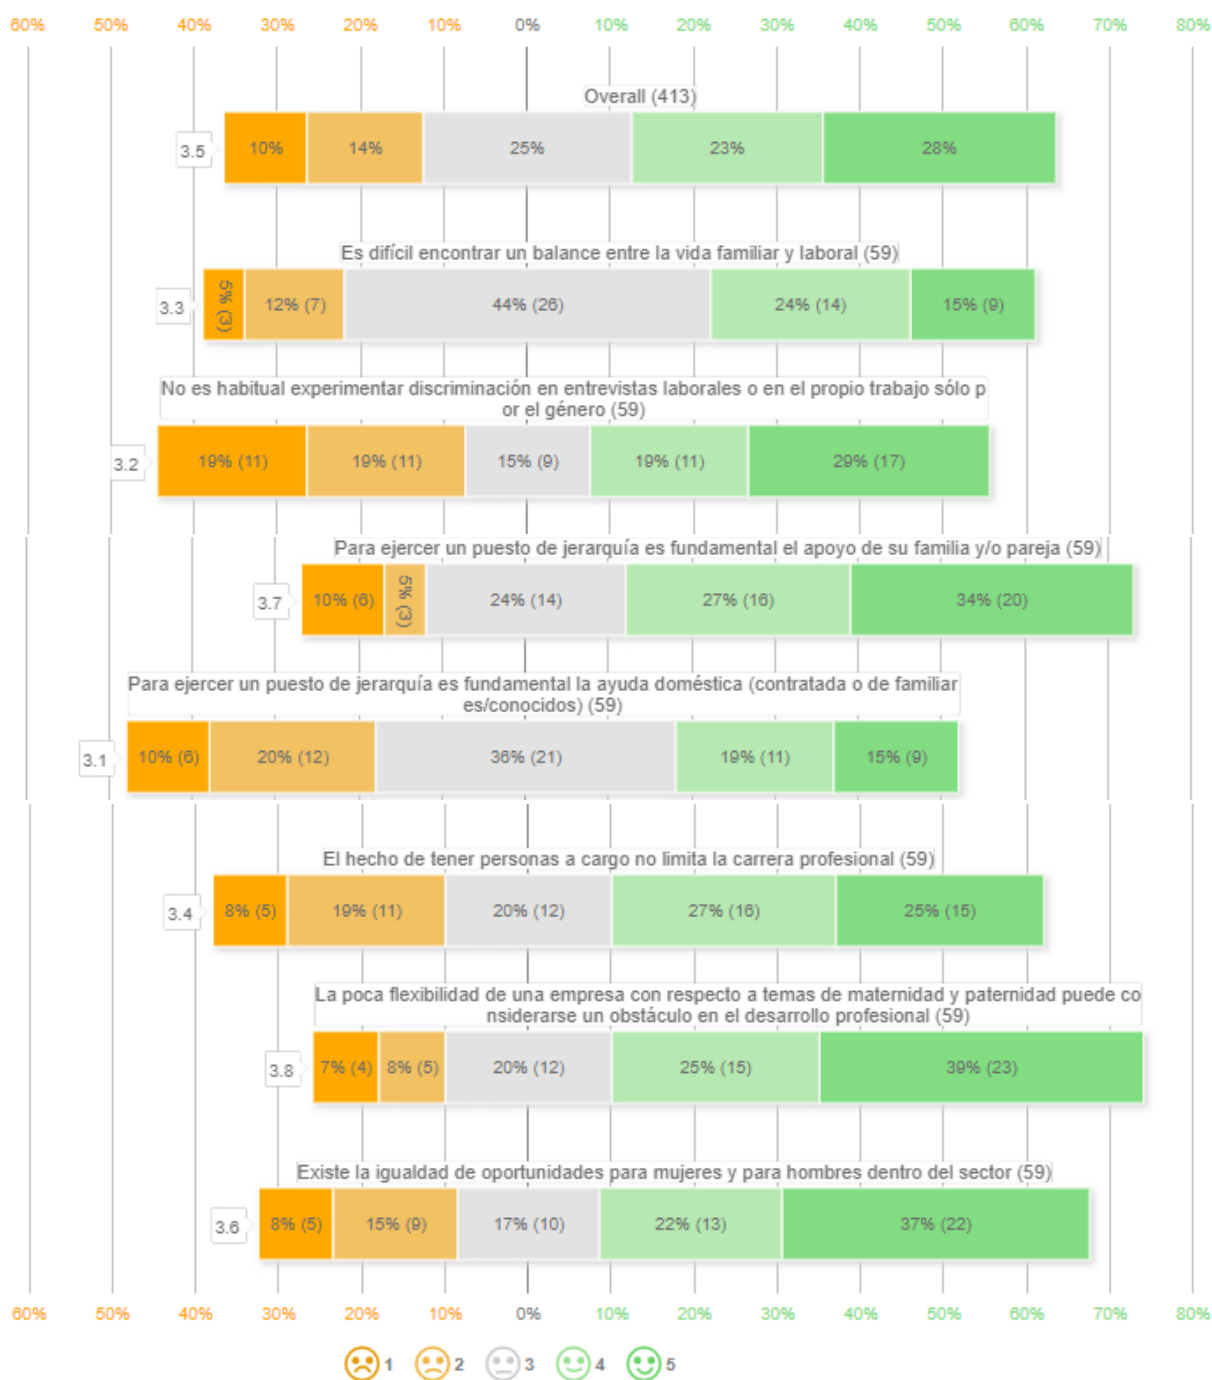 60% 50% 40% 30% 20% 10% 0% 10% 20% 30% 40% 50% 60% 70% 80%
Overall (413)
3.5 10% 14% 25% 23% 28%
Es difícil encontrar un balance entre la vida familiar y laboral (59)
3.3 5% (3) 12% (7) 44% (26) 24% (14) 15% (9)
No es habitual experimentar discriminación en entrevistas laborales o en el propio trabajo sólo p
or el género (59)
3.2 19% (11) 19% (11) 15% (9) 19% (11) 29% (17)
Para ejercer un puesto de jerarquía es fundamental el apoyo de su familia y/o pareja (59)
3.7 10% (6) 5% (3) 24% (14) 27% (16) 34% (20)
Para ejercer un puesto de jerarquía es fundamental la ayuda doméstica (contratada o de familiar
es/conocidos) (59)
3.1 10% (6) 20% (12) 36% (21) 19% (11) 15% (9)
El hecho de tener personas a cargo no limita la carrera profesional (59)
3.4 8% (5) 19% (11) 20% (12) 27% (16) 25% (15)
La poca flexibilidad de una empresa con respecto a temas de maternidad y paternidad puede co
nsiderarse un obstáculo en el desarrollo profesional (59)
3.8 7% (4) 8% (5) 20% (12) 25% (15) 39% (23)
Existe la igualdad de oportunidades para mujeres y para hombres dentro del sector (59)
3.6 8% (5) 15% (9) 17% (10) 22% (13) 37% (22)
60% 50% 40% 30% 20% 10% 0% 10% 20% 30% 40% 50% 60% 70% 80%
1 2 3 4 5